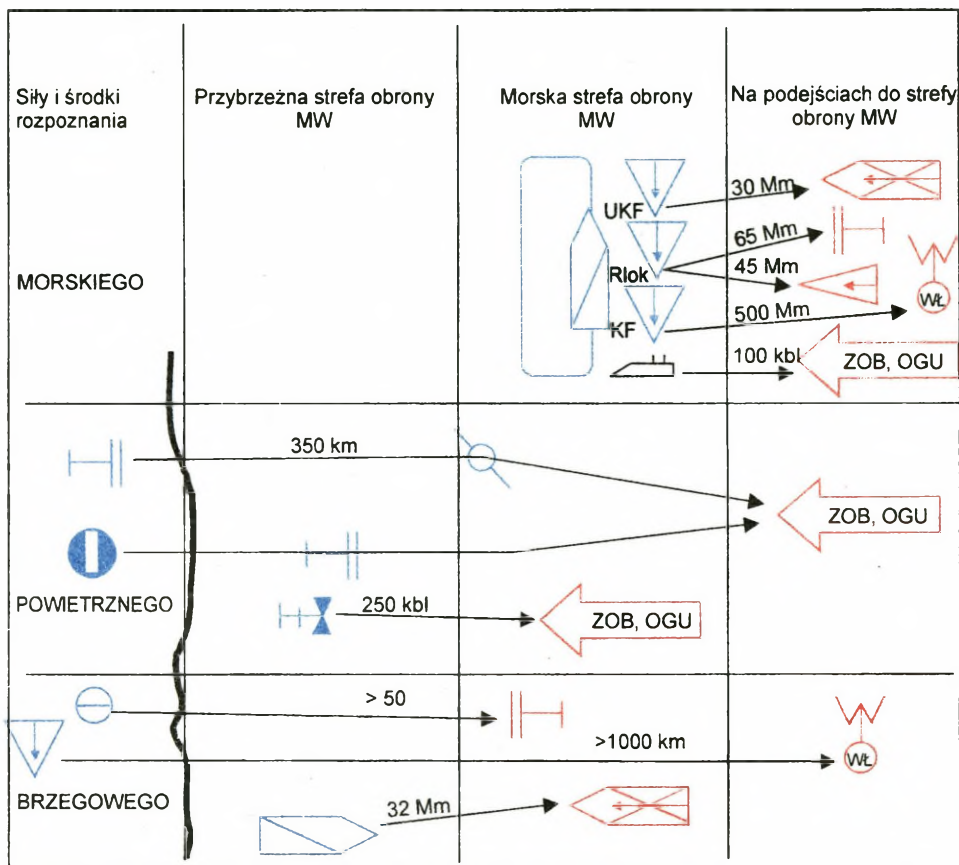 Siły i środki
rozpoznania
Przybrzeżna strefa obrony
MW
Morska strefa obrony
MW
Na podejściach do strefy
obrony MW
MORSKIEGO
UKF
30 Mm
65 Mm
Rlok
45 Mm
WŁ
KF
500 Mm
100 kbl
ZOB, OGU
350 km
ZOB, OGU
POWIETRZNEGO
250 kbl
ZOB, OGU
> 50
>1000 km
WŁ
BRZEGOWEGO
32 Mm